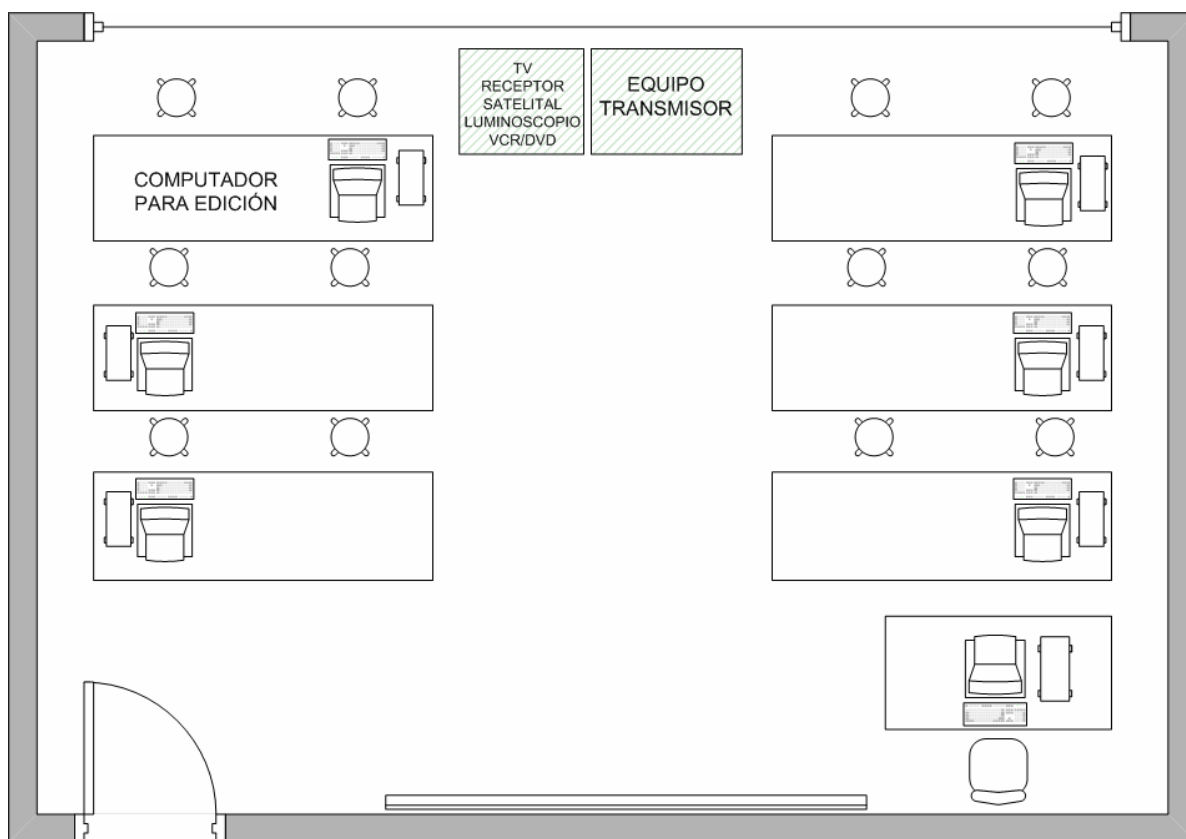 TV
RECEPTOR
SATELITAL
LUMINOSCOPIO
VCR/DVD
EQUIPO
TRANSMISOR
COMPUTADOR
PARA EDICIÓN